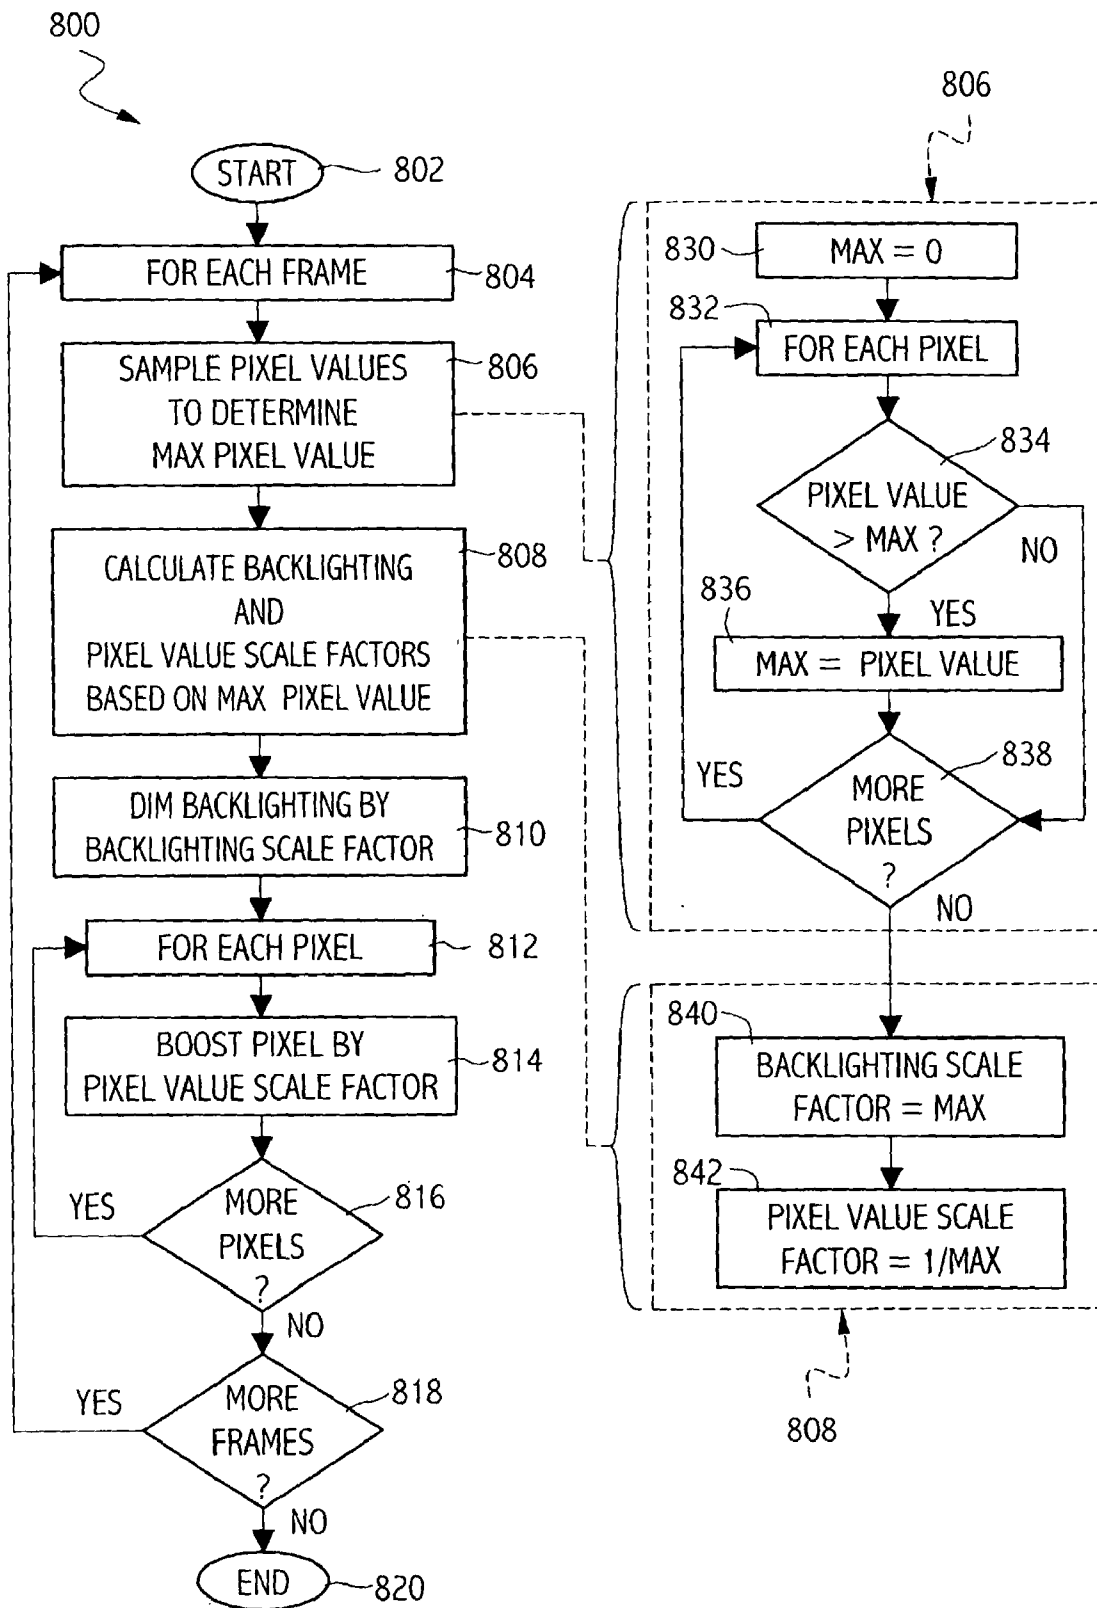 800
START
802
FOR EACH FRAME
804
SAMPLE PIXEL VALUES
TO DETERMINE
MAX PIXEL VALUE
806
CALCULATE BACKLIGHTING
AND
PIXEL VALUE SCALE FACTORS
BASED ON MAX PIXEL VALUE
808
DIM BACKLIGHTING BY
BACKLIGHTING SCALE FACTOR
810
FOR EACH PIXEL
812
BOOST PIXEL BY
PIXEL VALUE SCALE FACTOR
814
MORE
PIXELS
?
816
YES
NO
MORE
FRAMES
?
818
YES
NO
END
820
806
830
MAX = 0
832
FOR EACH PIXEL
834
PIXEL VALUE
> MAX ?
NO
YES
836
MAX = PIXEL VALUE
838
MORE
PIXELS
?
YES
NO
840
BACKLIGHTING SCALE
FACTOR = MAX
842
PIXEL VALUE SCALE
FACTOR = 1/MAX
808